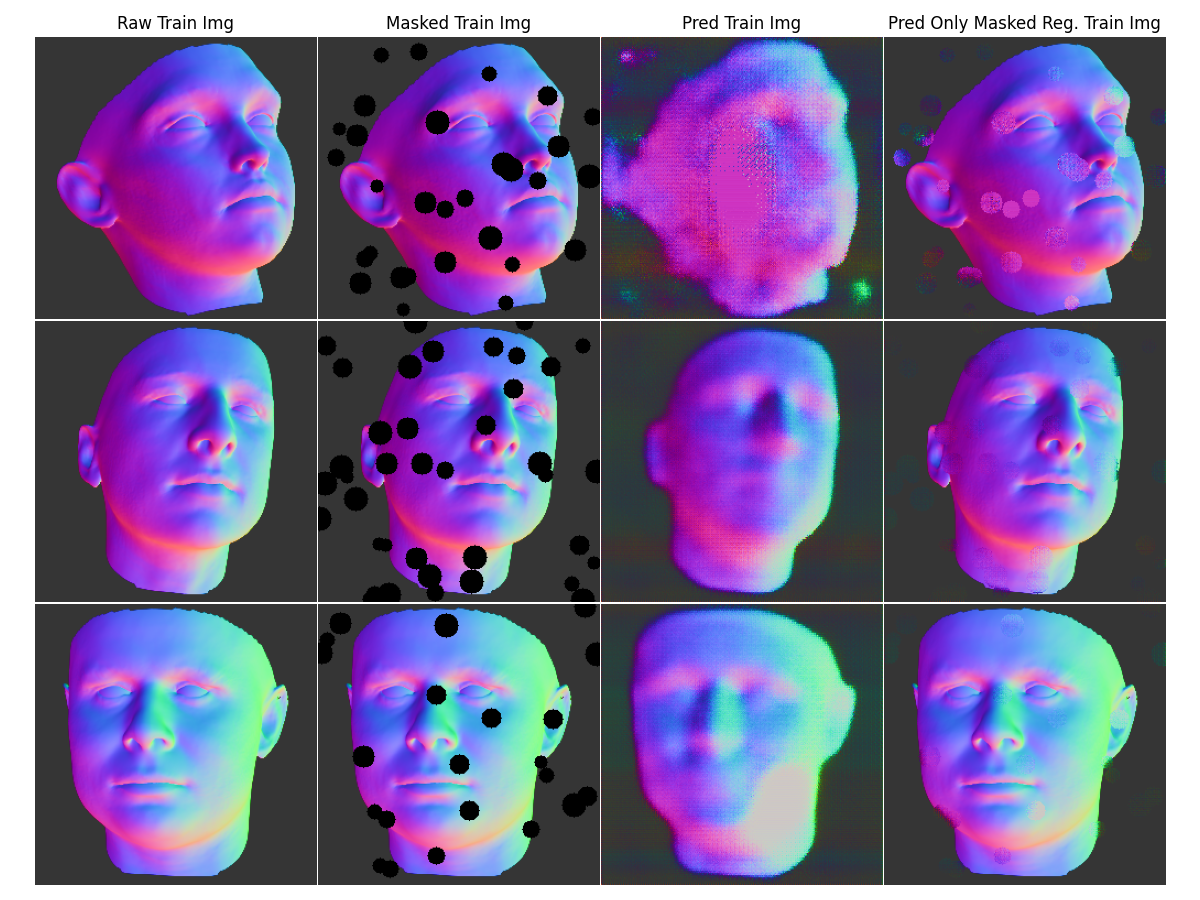 Raw Train Img
Masked Train Img
Pred Train Img
Pred Only Masked Reg. Train Img